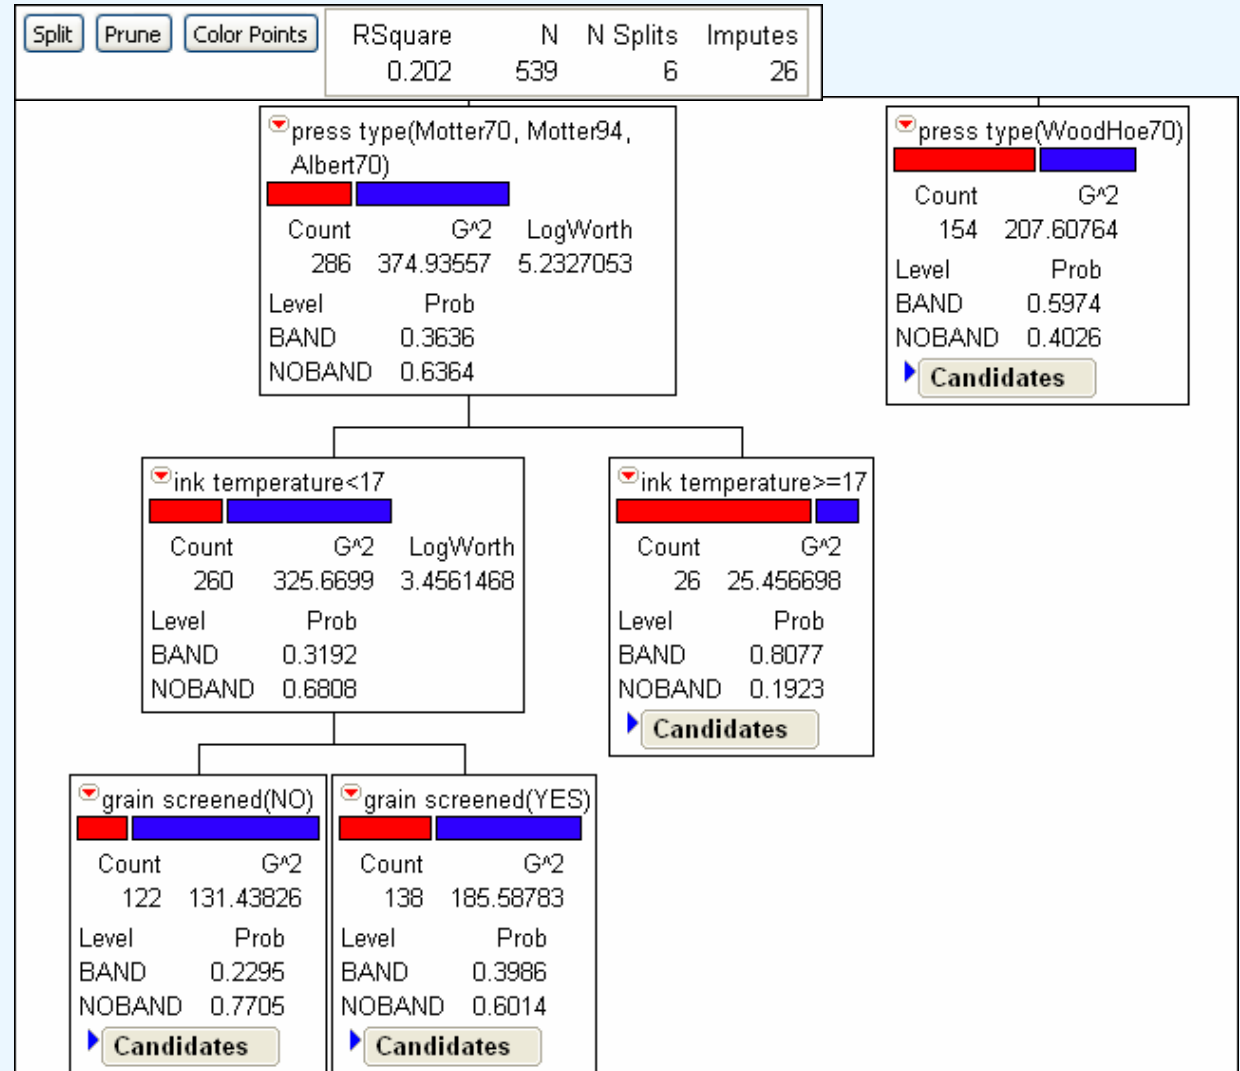 Split Prune Color Points RSquare N N Splits Imputes
0.202 539 6 26
press type(Motter70, Motter94,
Albert70)
Count G^2 LogWorth
286 374.93557 5.2327053
Level Prob
BAND 0.3636
NOBAND 0.6364
press type(WoodHoe70)
Count G^2
154 207.60764
Level Prob
BAND 0.5974
NOBAND 0.4026
Candidates
ink temperature<17
Count G^2 LogWorth
260 325.6699 3.4561468
Level Prob
BAND 0.3192
NOBAND 0.6808
ink temperature>=17
Count G^2
26 25.456698
Level Prob
BAND 0.8077
NOBAND 0.1923
Candidates
grain screened(NO)
Count G^2
122 131.43826
Level Prob
BAND 0.2295
NOBAND 0.7705
Candidates
grain screened(YES)
Count G^2
138 185.58783
Level Prob
BAND 0.3986
NOBAND 0.6014
Candidates